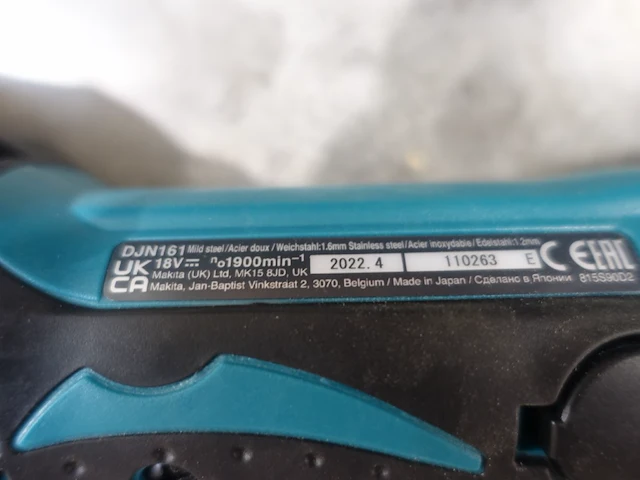 DJN161 Mild steel/Acier doux/Weichstahl:1.6mm Stainless steel/Acier inoxydable/Edelstahl:1.2mm
UK CA 18V⎓ n₀1900min⁻¹ 2022.4 110263 E CE EAC
Makita (UK) Ltd, MK15 8JD, UK
Makita, Jan-Baptist Vinkstraat 2, 3070, Belgium / Made in Japan / Сделано в Японии 815S96D2